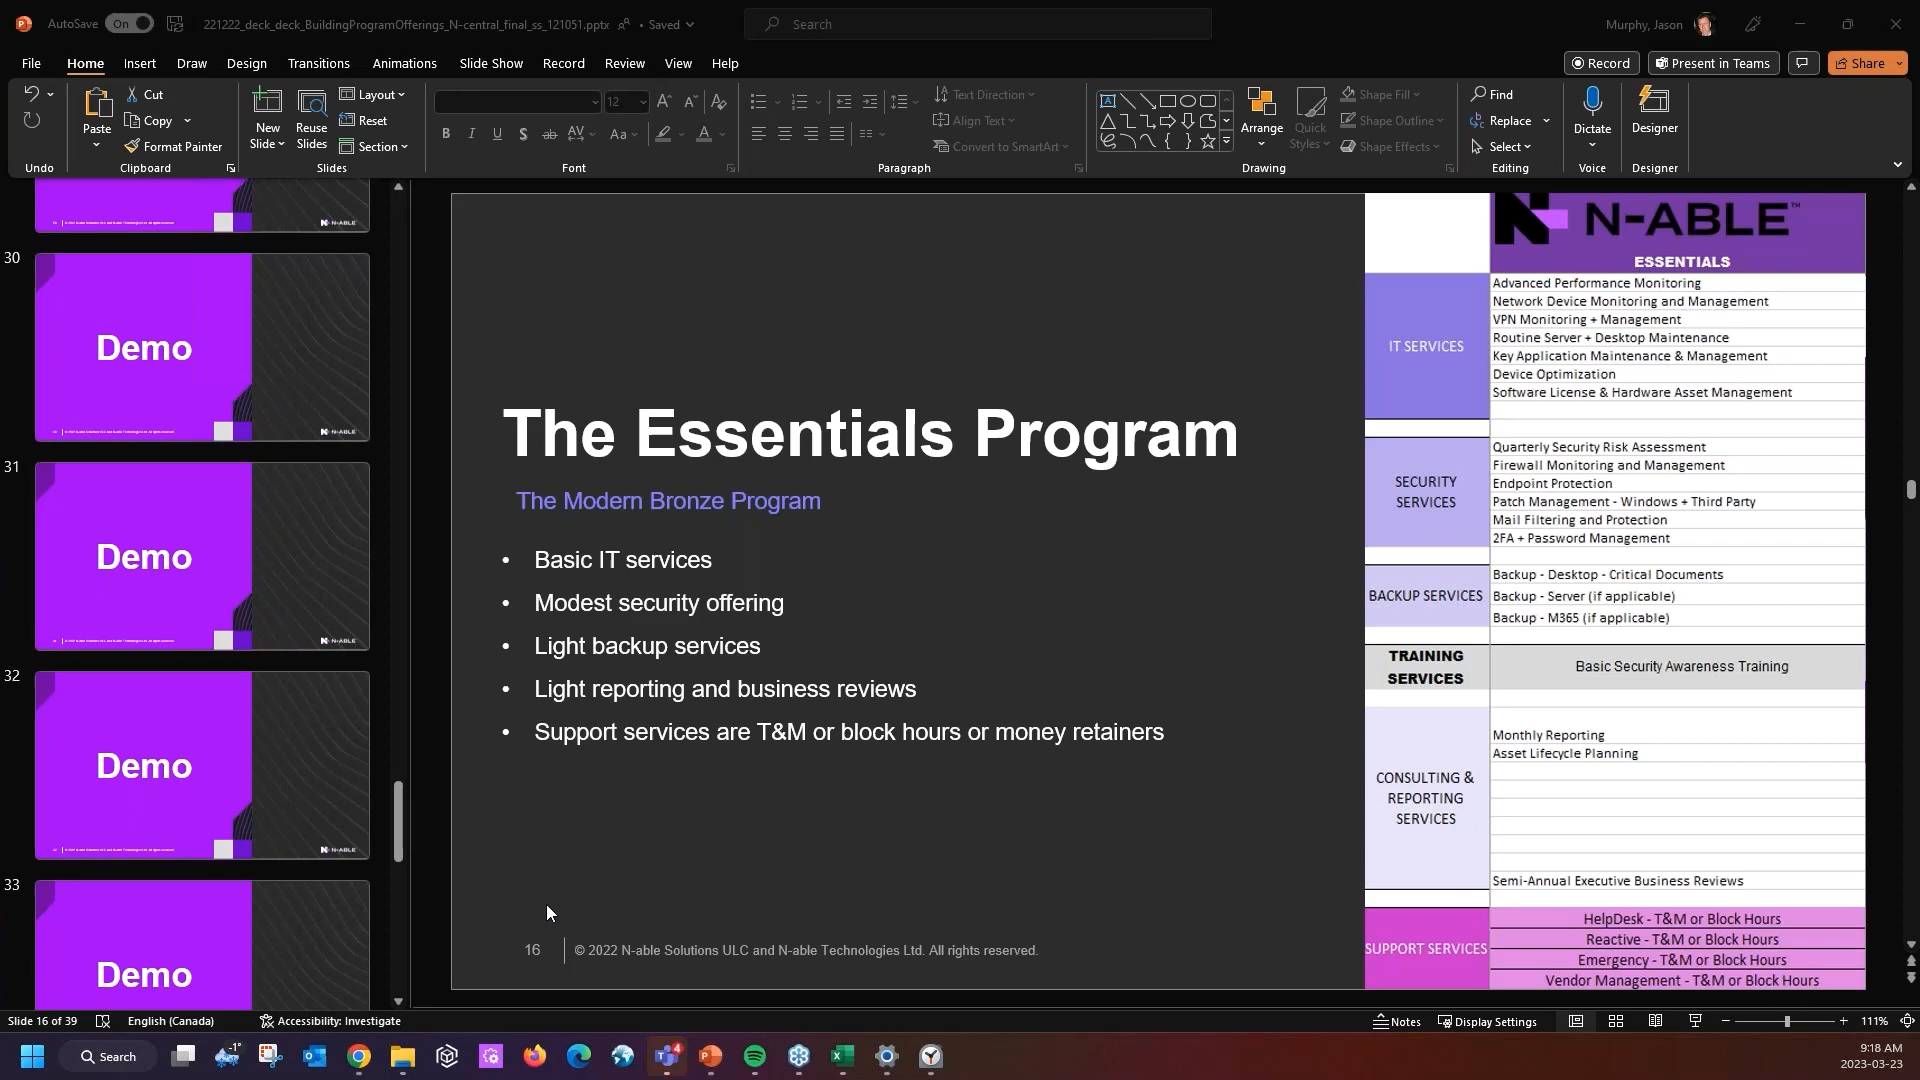 AutoSave On 221222_deck_deck_BuildingProgramOfferings_N-central_final_ss_121051.pptx • Saved Search Murphy, Jason
File Home Insert Draw Design Transitions Animations Slide Show Record Review View Help Record Present in Teams Share
Undo
Paste
Cut
Copy
Format Painter
Clipboard
New Slide
Reuse Slides
Layout
Reset
Section
Slides
12
B I U S ab AV Aa A
Font
Text Direction
Align Text
Convert to SmartArt
Paragraph
Arrange
Quick Styles
Shape Fill
Shape Outline
Shape Effects
Drawing
Find
Replace
Select
Editing
Dictate
Voice
Designer
Designer
N-ABLE
30
Demo
N-ABLE
31
Demo
N-ABLE
32
Demo
N-ABLE
33
Demo
The Essentials Program
The Modern Bronze Program
• Basic IT services
• Modest security offering
• Light backup services
• Light reporting and business reviews
• Support services are T&M or block hours or money retainers
16 © 2022 N-able Solutions ULC and N-able Technologies Ltd. All rights reserved.
N-ABLE™
ESSENTIALS
IT SERVICES
Advanced Performance Monitoring
Network Device Monitoring and Management
VPN Monitoring + Management
Routine Server + Desktop Maintenance
Key Application Maintenance & Management
Device Optimization
Software License & Hardware Asset Management
SECURITY
SERVICES
Quarterly Security Risk Assessment
Firewall Monitoring and Management
Endpoint Protection
Patch Management - Windows + Third Party
Mail Filtering and Protection
2FA + Password Management
BACKUP SERVICES
Backup - Desktop - Critical Documents
Backup - Server (if applicable)
Backup - M365 (if applicable)
TRAINING
SERVICES
Basic Security Awareness Training
CONSULTING &
REPORTING
SERVICES
Monthly Reporting
Asset Lifecycle Planning
Semi-Annual Executive Business Reviews
SUPPORT SERVICES
HelpDesk - T&M or Block Hours
Reactive - T&M or Block Hours
Emergency - T&M or Block Hours
Vendor Management - T&M or Block Hours
Slide 16 of 39 English (Canada) Accessibility: Investigate Notes Display Settings 111%
Search -1° 4 9:18 AM
2023-03-23